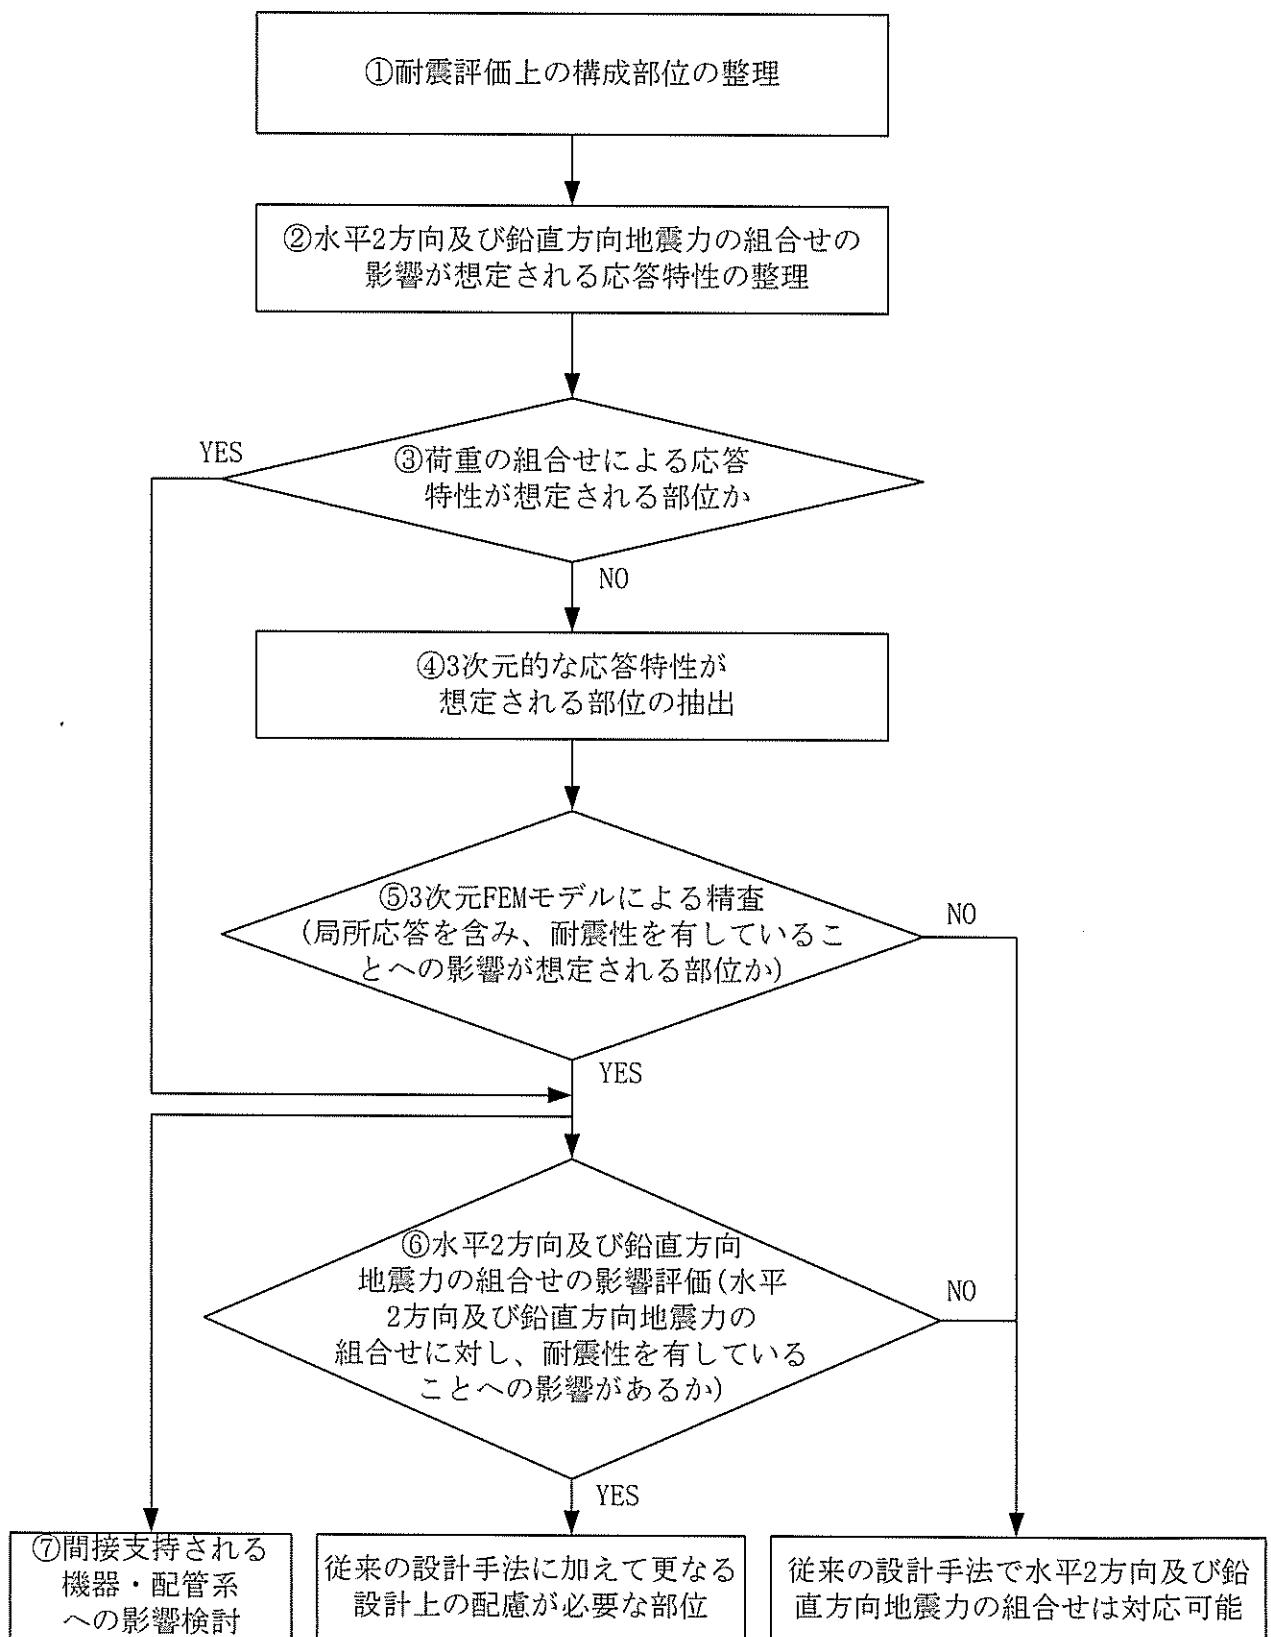 ①耐震評価上の構成部位の整理
②水平2方向及び鉛直方向地震力の組合せの
影響が想定される応答特性の整理
YES
③荷重の組合せによる応答
特性が想定される部位か
NO
④3次元的な応答特性が
想定される部位の抽出
⑤3次元FEMモデルによる精査
(局所応答を含み、耐震性を有しているこ
とへの影響が想定される部位か)
NO
YES
⑥水平2方向及び鉛直方向
地震力の組合せの影響評価(水平
2方向及び鉛直方向地震力の
組合せに対し、耐震性を有している
ことへの影響があるか)
NO
YES
⑦間接支持される
機器・配管系
への影響検討
従来の設計手法に加えて更なる
設計上の配慮が必要な部位
従来の設計手法で水平2方向及び鉛
直方向地震力の組合せは対応可能